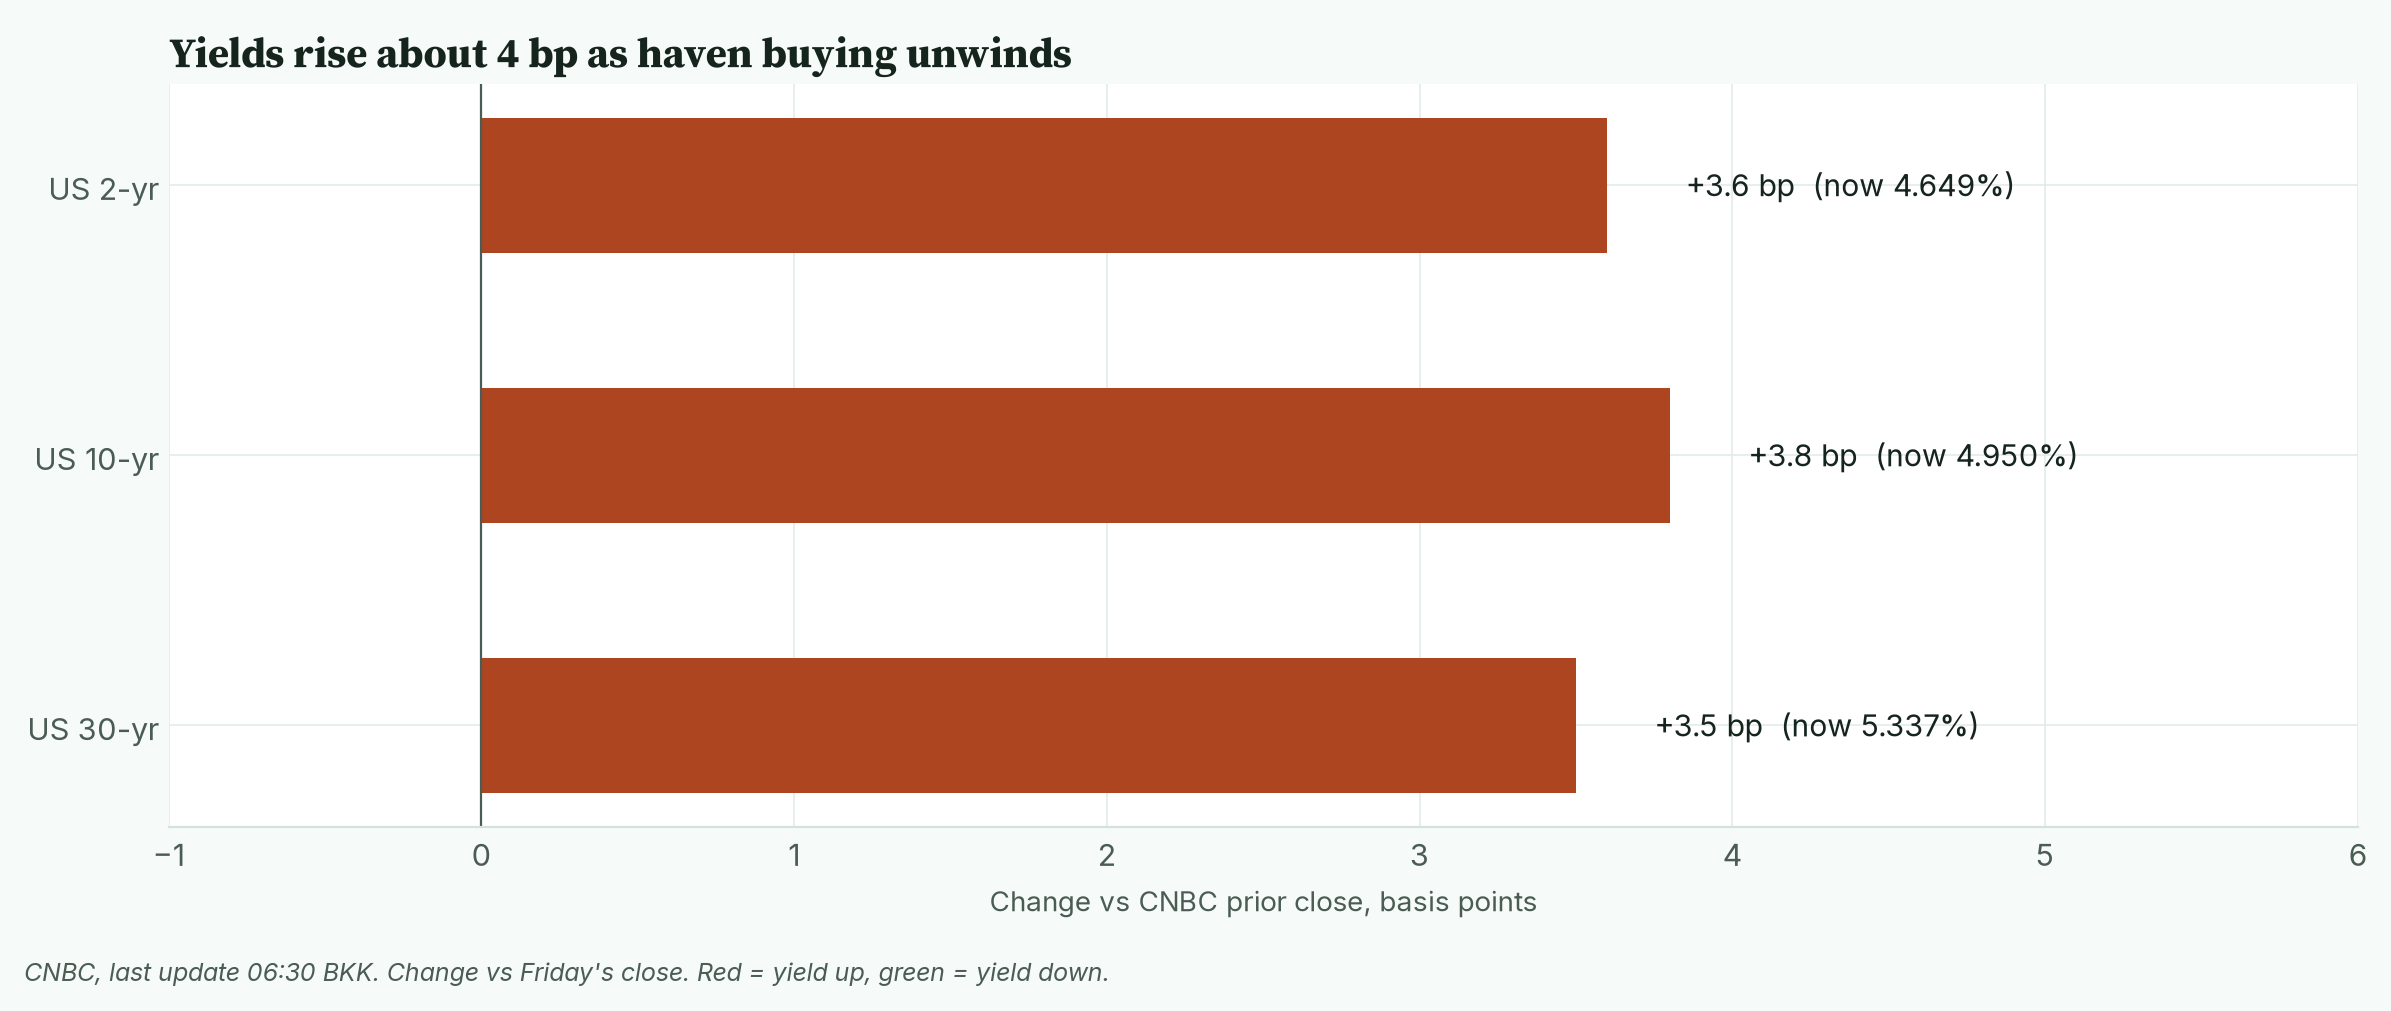 Yields rise about 4 bp as haven buying unwinds
US 2-yr
+3.6 bp  (now 4.649%)
US 10-yr
+3.8 bp  (now 4.950%)
US 30-yr
+3.5 bp  (now 5.337%)
−1 0 1 2 3 4 5 6
Change vs CNBC prior close, basis points
CNBC, last update 06:30 BKK. Change vs Friday's close. Red = yield up, green = yield down.